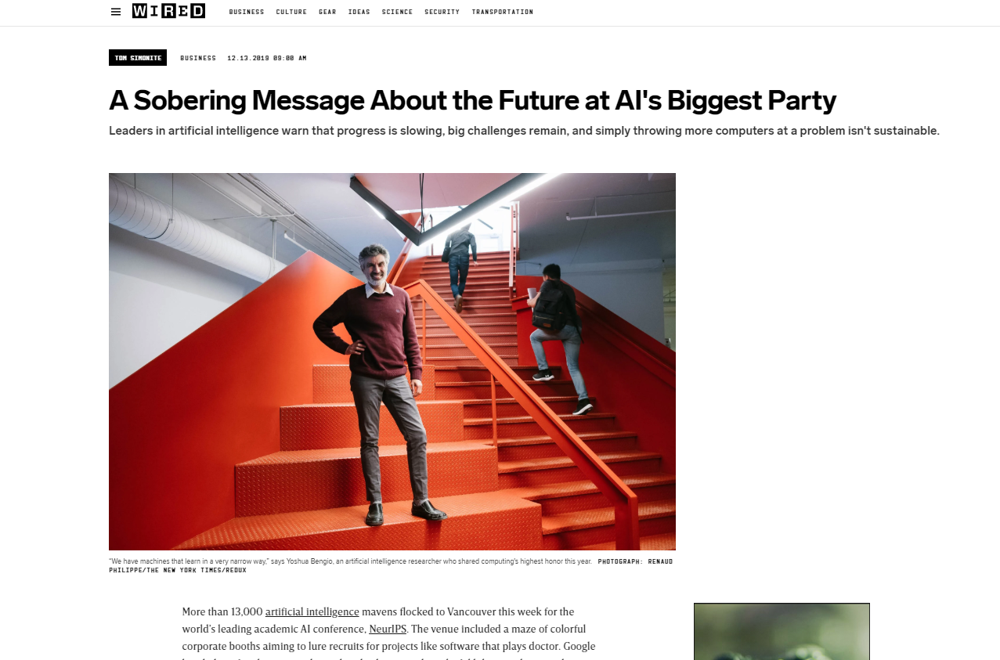 WIRED
BUSINESS CULTURE GEAR IDEAS SCIENCE SECURITY TRANSPORTATION
TOM SIMONITE BUSINESS 12.13.2019 09:00 AM
A Sobering Message About the Future at AI's Biggest Party
Leaders in artificial intelligence warn that progress is slowing, big challenges remain, and simply throwing more computers at a problem isn't sustainable.
"We have machines that learn in a very narrow way," says Yoshua Bengio, an artificial intelligence researcher who shared computing's highest honor this year. PHOTOGRAPH: RENAUD
PHILIPPE/THE NEW YORK TIMES/REDUX
More than 13,000 artificial intelligence mavens flocked to Vancouver this week for the
world's leading academic AI conference, NeurIPS. The venue included a maze of colorful
corporate booths aiming to lure recruits for projects like software that plays doctor. Google